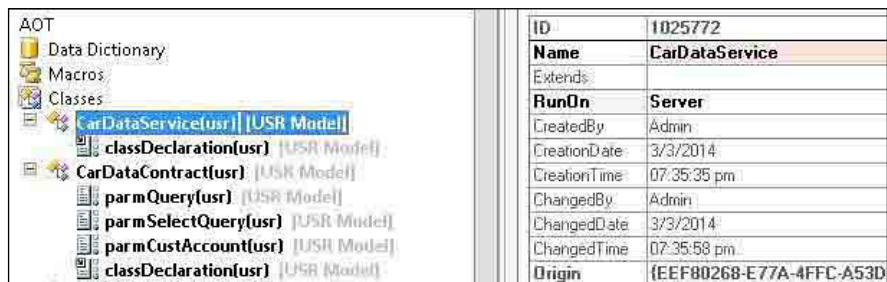 AOT
Data Dictionary
Macros
Classes
CarDataService(usr) [USR Model]
classDeclaration(usr) [USR Model]
CarDataContract(usr) [USR Model]
parmQuery(usr) [USR Model]
parmSelectQuery(usr) [USR Model]
parmCustAccount(usr) [USR Model]
classDeclaration(usr) [USR Model]
ID 1025772
Name CarDataService
Extends
RunOn Server
CreatedBy Admin
CreationDate 3/3/2014
CreationTime 07:35:35 pm
ChangedBy Admin
ChangedDate 3/3/2014
ChangedTime 07:35:58 pm
Origin {EEF80268-E77A-4FFC-A53D